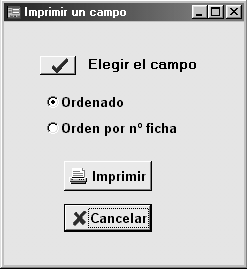 Imprimir un campo
Elegir el campo
Ordenado
Orden por nº ficha
Imprimir
Cancelar